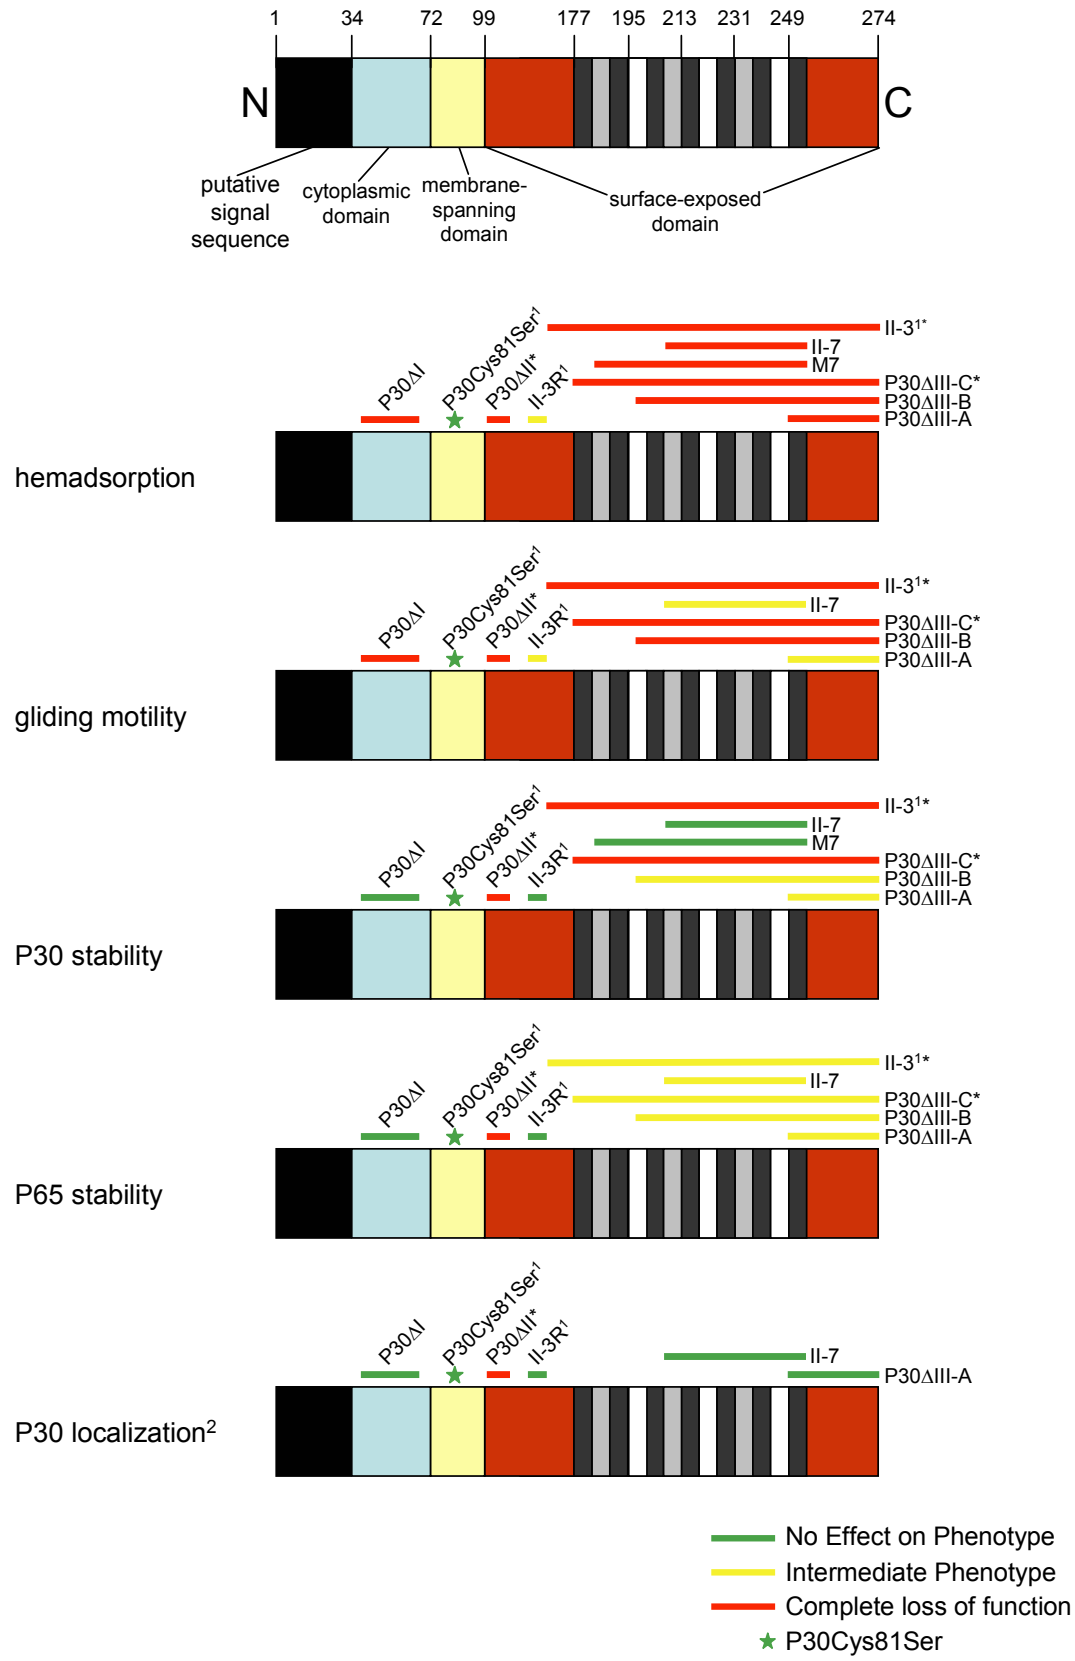 1 34 72 99 177 195 213 231 249 274
N C
putative
signal
sequence
cytoplasmic
domain
membrane-
spanning
domain
surface-exposed
domain
hemadsorption
P30ΔI
P30Cys81Ser¹
P30ΔII*
II-3R¹
II-3¹*
II-7
M7
P30ΔIII-C*
P30ΔIII-B
P30ΔIII-A
gliding motility
P30ΔI
P30Cys81Ser¹
P30ΔII*
II-3R¹
II-3¹*
II-7
P30ΔIII-C*
P30ΔIII-B
P30ΔIII-A
P30 stability
P30ΔI
P30Cys81Ser¹
P30ΔII*
II-3R¹
II-3¹*
II-7
M7
P30ΔIII-C*
P30ΔIII-B
P30ΔIII-A
P65 stability
P30ΔI
P30Cys81Ser¹
P30ΔII*
II-3R¹
II-3¹*
II-7
P30ΔIII-C*
P30ΔIII-B
P30ΔIII-A
P30 localization²
P30ΔI
P30Cys81Ser¹
P30ΔII*
II-3R¹
II-7
P30ΔIII-A
No Effect on Phenotype
Intermediate Phenotype
Complete loss of function
P30Cys81Ser